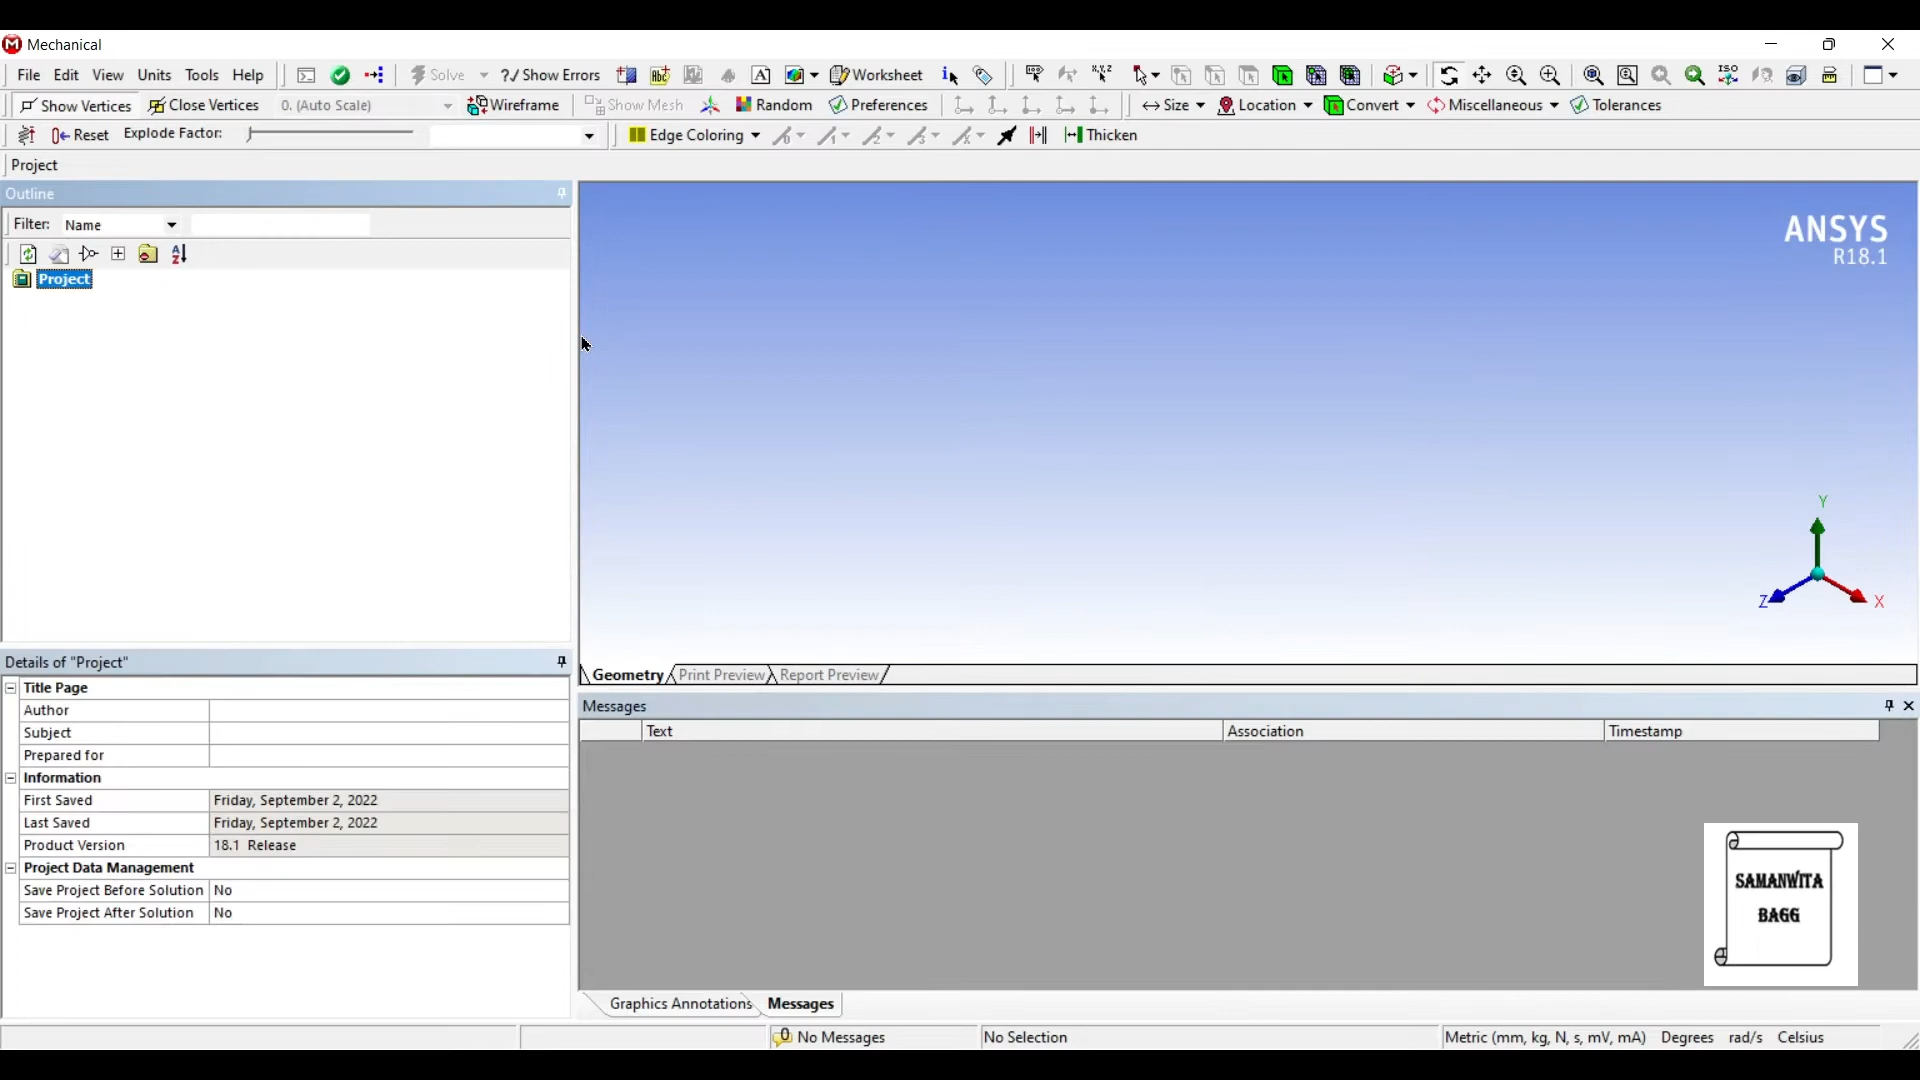 Mechanical
File Edit View Units Tools Help Solve ?√ Show Errors Worksheet
Show Vertices Close Vertices 0. (Auto Scale) Wireframe Show Mesh Random Preferences Size Location Convert Miscellaneous Tolerances
Reset Explode Factor: Edge Coloring Thicken
Project
Outline
Filter: Name
Project
ANSYS
R18.1
Y
Z
X
Geometry Print Preview Report Preview
Details of "Project"
Title Page
Author
Subject
Prepared for
Information
First Saved Friday, September 2, 2022
Last Saved Friday, September 2, 2022
Product Version 18.1 Release
Project Data Management
Save Project Before Solution No
Save Project After Solution No
Messages
Text Association Timestamp
SAMANWITA
BAGG
Graphics Annotations Messages
0 No Messages No Selection Metric (mm, kg, N, s, mV, mA) Degrees rad/s Celsius